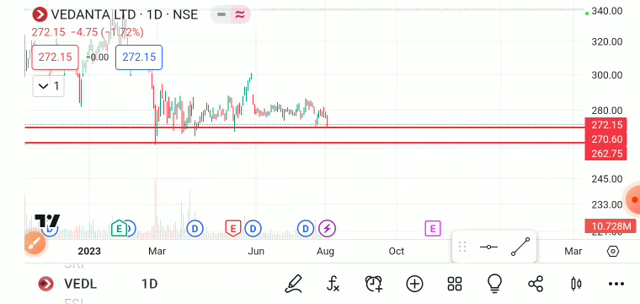 VEDANTA LTD · 1D · NSE
272.15 −4.75 (−1.72%)
272.15 −0.00 272.15
1
340.00
320.00
300.00
280.00
272.15
270.60
262.75
245.00
233.00
10.728M
D E D D E D D E
2023 Mar Jun Aug Oct Mar
VEDL 1D